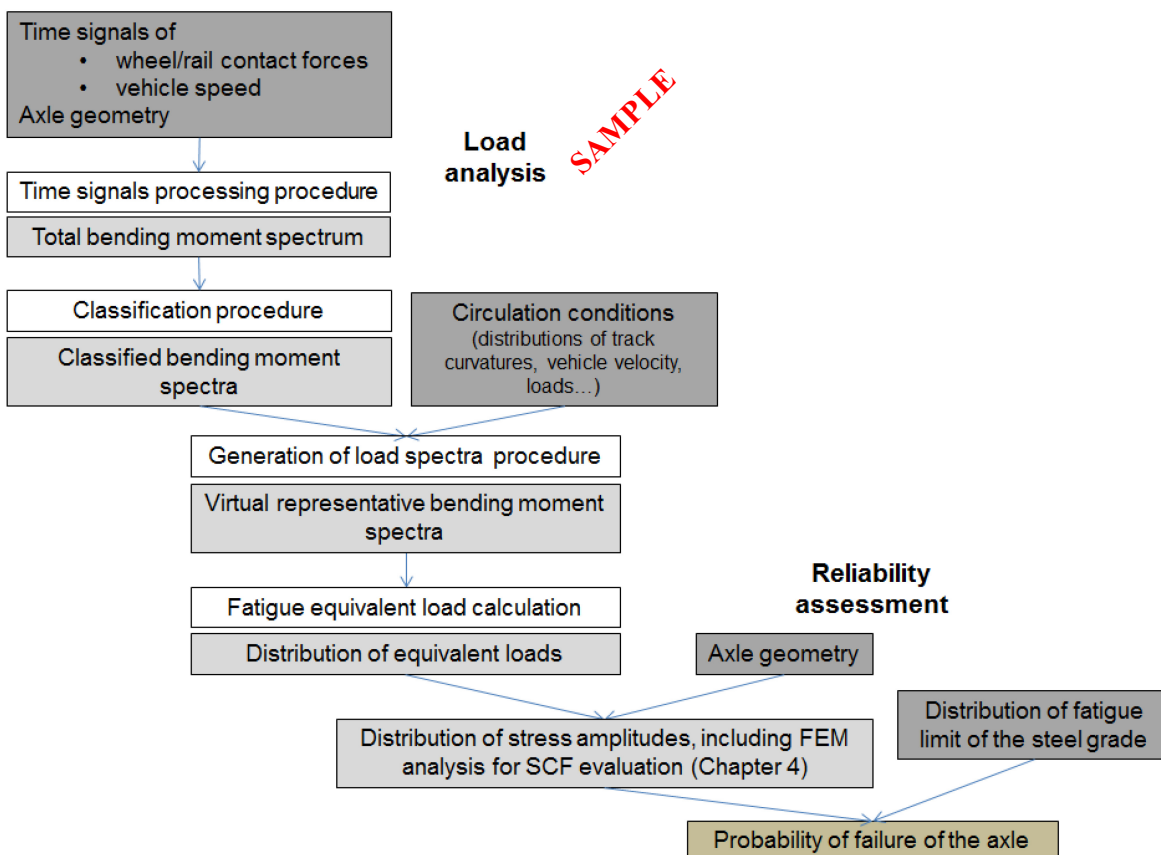 Time signals of
• wheel/rail contact forces
• vehicle speed
Axle geometry
Load
analysis
SAMPLE
Time signals processing procedure
Total bending moment spectrum
Classification procedure
Classified bending moment
spectra
Circulation conditions
(distributions of track
curvatures, vehicle velocity,
loads…)
Generation of load spectra procedure
Virtual representative bending moment
spectra
Reliability
assessment
Fatigue equivalent load calculation
Distribution of equivalent loads
Axle geometry
Distribution of fatigue
limit of the steel grade
Distribution of stress amplitudes, including FEM
analysis for SCF evaluation (Chapter 4)
Probability of failure of the axle